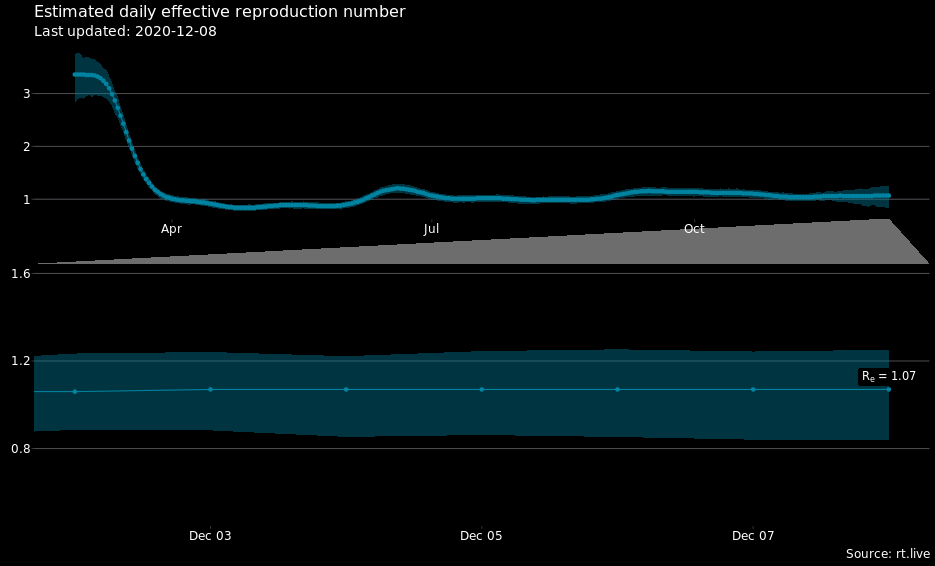 Estimated daily effective reproduction number
Last updated: 2020-12-08
3
2
1
Apr Jul Oct
1.6
1.2
Re = 1.07
0.8
Dec 03 Dec 05 Dec 07
Source: rt.live